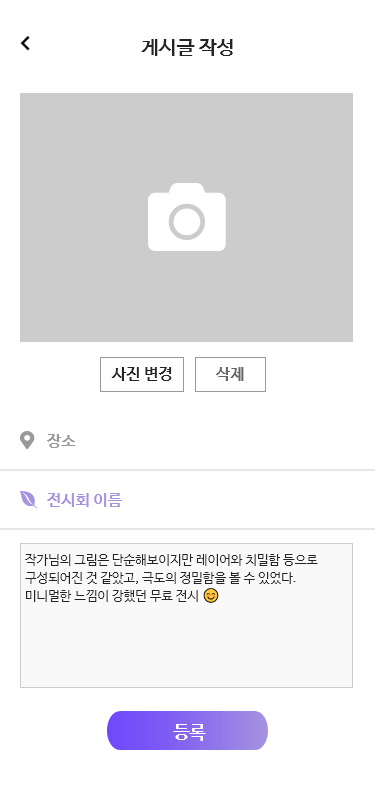 게시글 작성
사진 변경
삭제
장소
전시회 이름
작가님의 그림은 단순해보이지만 레이어와 치밀함 등으로
구성되어진 것 같았고, 극도의 정밀함을 볼 수 있었다.
미니멀한 느낌이 강했던 무료 전시 😊
등록